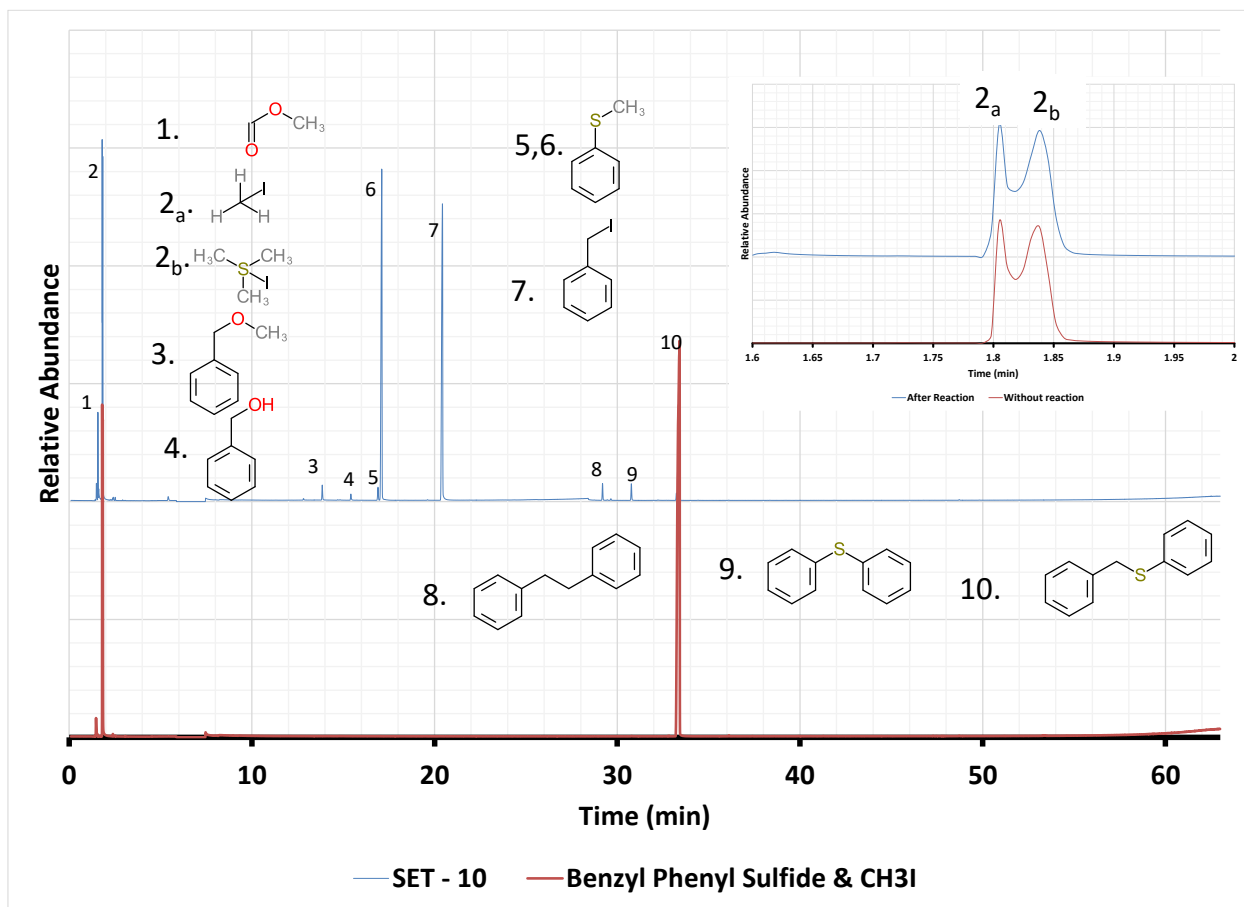 2
1
3
4
5
6
7
8
9
10
1.
O
O
CH3
2a.
H
I
H
H
2b.
H3C
CH3
S
I
CH3
3.
O
CH3
4.
OH
5,6.
S
CH3
7.
I
8.
9.
S
10.
S
2a
2b
Relative Abundance
1.6
1.65
1.7
1.75
1.8
1.85
1.9
1.95
2
Time (min)
After Reaction
Without reaction
Relative Abundance
0
10
20
30
40
50
60
Time (min)
SET - 10
Benzyl Phenyl Sulfide & CH3I